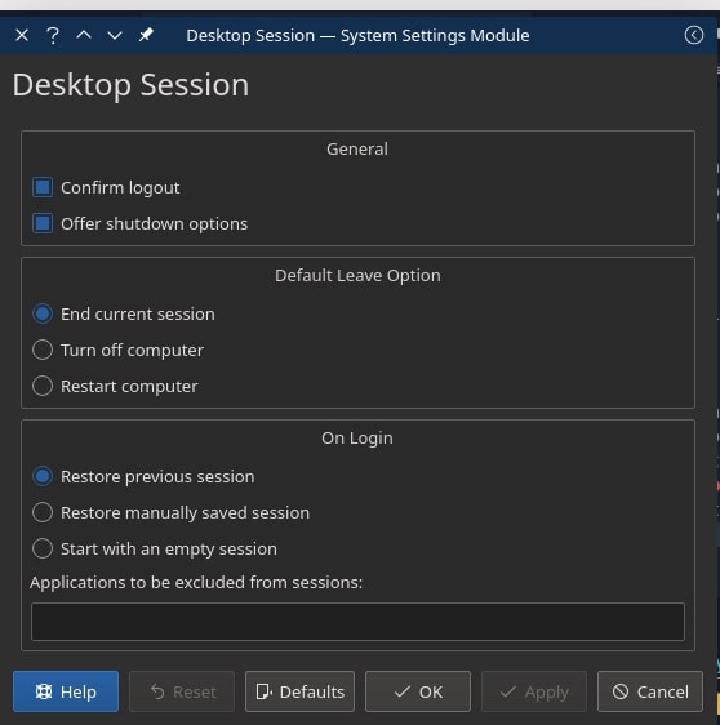 Desktop Session — System Settings Module
Desktop Session
General
Confirm logout
Offer shutdown options
Default Leave Option
End current session
Turn off computer
Restart computer
On Login
Restore previous session
Restore manually saved session
Start with an empty session
Applications to be excluded from sessions:
Help Reset Defaults OK Apply Cancel